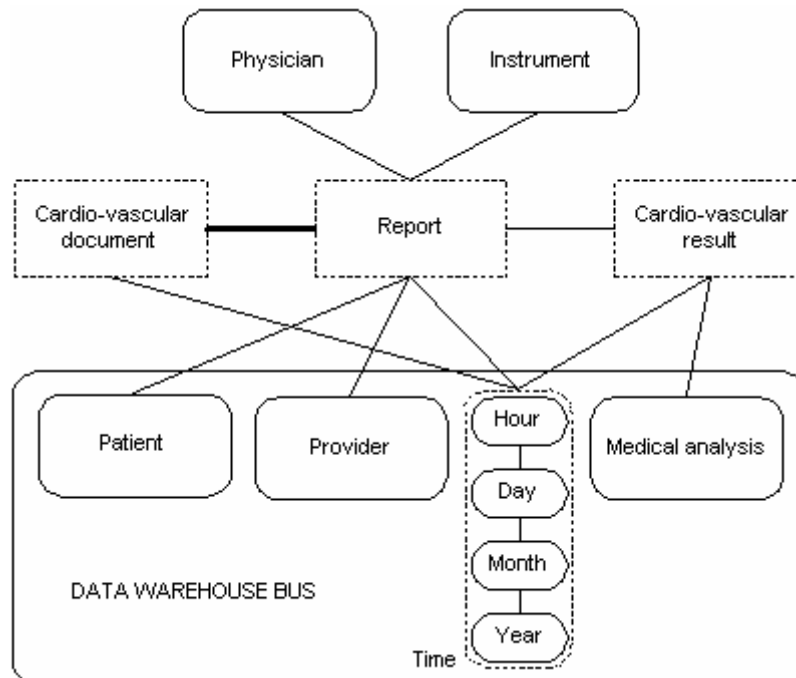 Physician
Instrument
Cardio-vascular
document
Report
Cardio-vascular
result
Patient
Provider
Hour
Medical analysis
Day
Month
DATA WAREHOUSE BUS
Year
Time